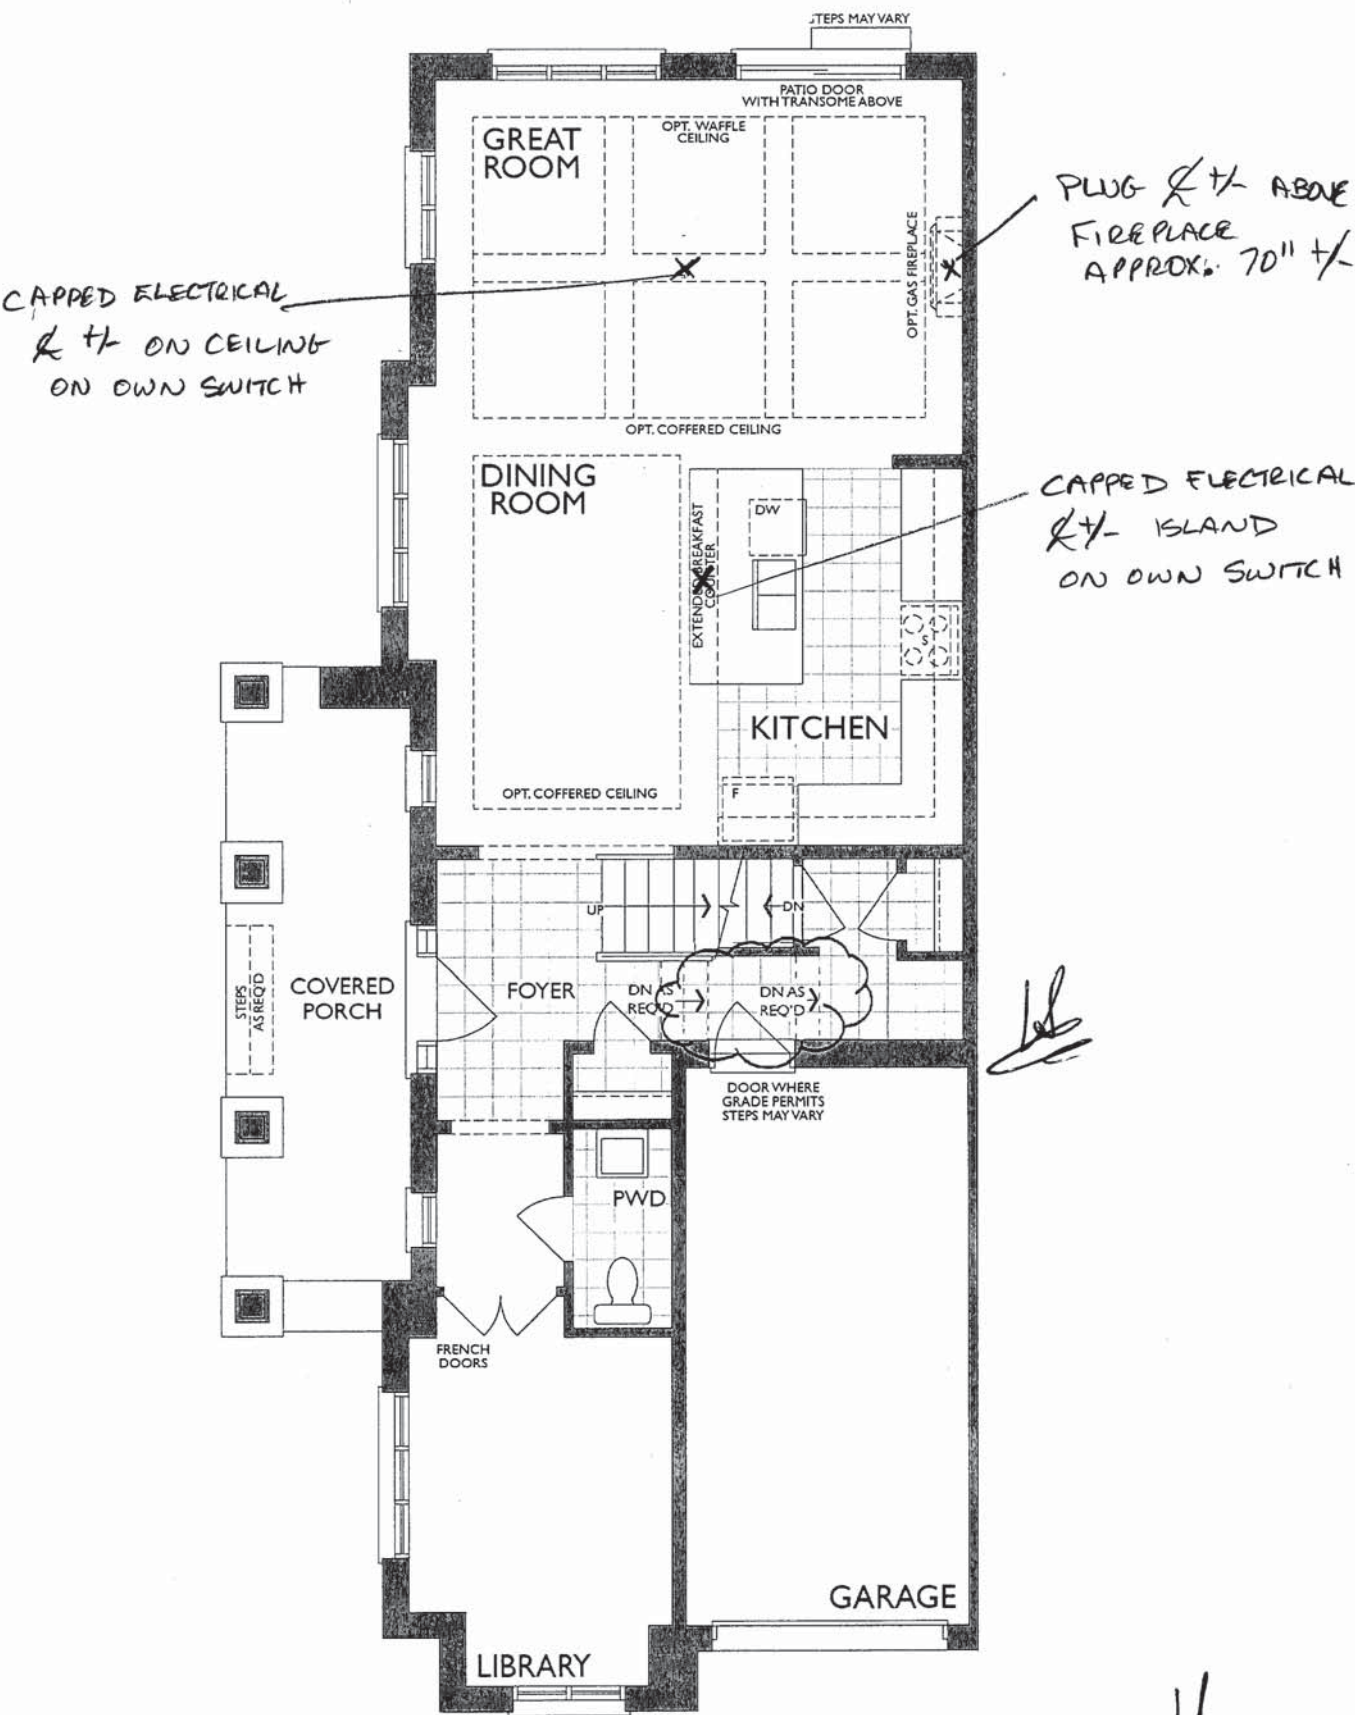 STEPS MAY VARY
PATIO DOOR
WITH TRANSOME ABOVE
GREAT
ROOM
OPT. WAFFLE
CEILING
OPT. GAS FIREPLACE
PLUG ℄ +/- ABOVE
FIREPLACE
APPROX. 70" +/-
CAPPED ELECTRICAL
℄ +/- ON CEILING
ON OWN SWITCH
OPT. COFFERED CEILING
DINING
ROOM
EXTENDED BREAKFAST
COUNTER
DW
CAPPED ELECTRICAL
℄ +/- ISLAND
ON OWN SWITCH
S
KITCHEN
OPT. COFFERED CEILING
F
UP
DN
STEPS
AS REQ'D
COVERED
PORCH
FOYER
DN AS
REQ'D
DN AS
REQ'D
DOOR WHERE
GRADE PERMITS
STEPS MAY VARY
PWD
FRENCH
DOORS
GARAGE
LIBRARY